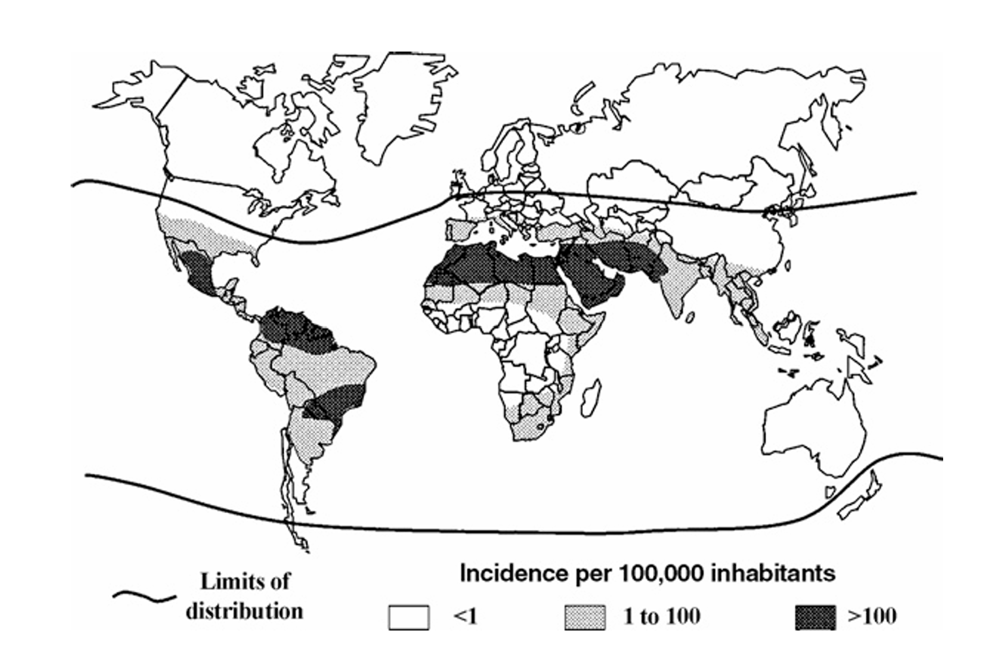 Limits of
distribution
Incidence per 100,000 inhabitants
<1
1 to 100
>100